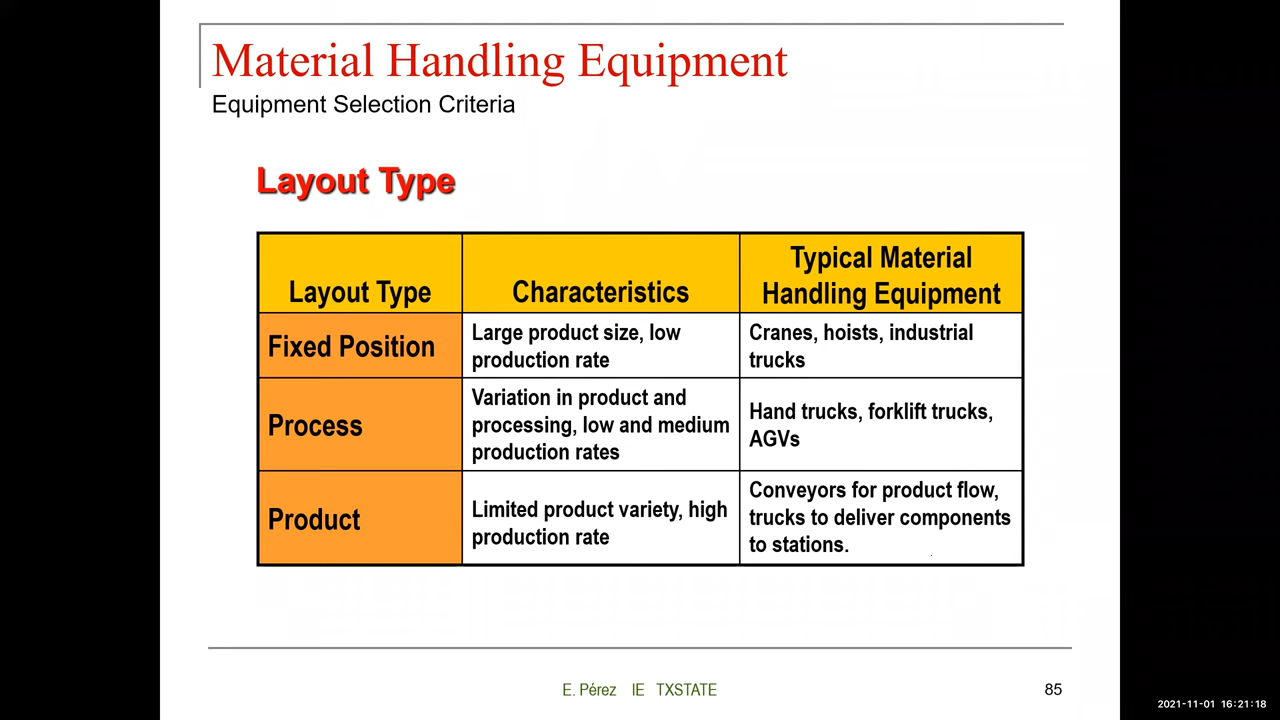 Material Handling Equipment
Equipment Selection Criteria
Layout Type
Layout Type
Characteristics
Typical Material
Handling Equipment
Fixed Position
Large product size, low
production rate
Cranes, hoists, industrial
trucks
Process
Variation in product and
processing, low and medium
production rates
Hand trucks, forklift trucks,
AGVs
Product
Limited product variety, high
production rate
Conveyors for product flow,
trucks to deliver components
to stations.
E. Pérez IE TXSTATE
85
2021-11-01 16:21:18